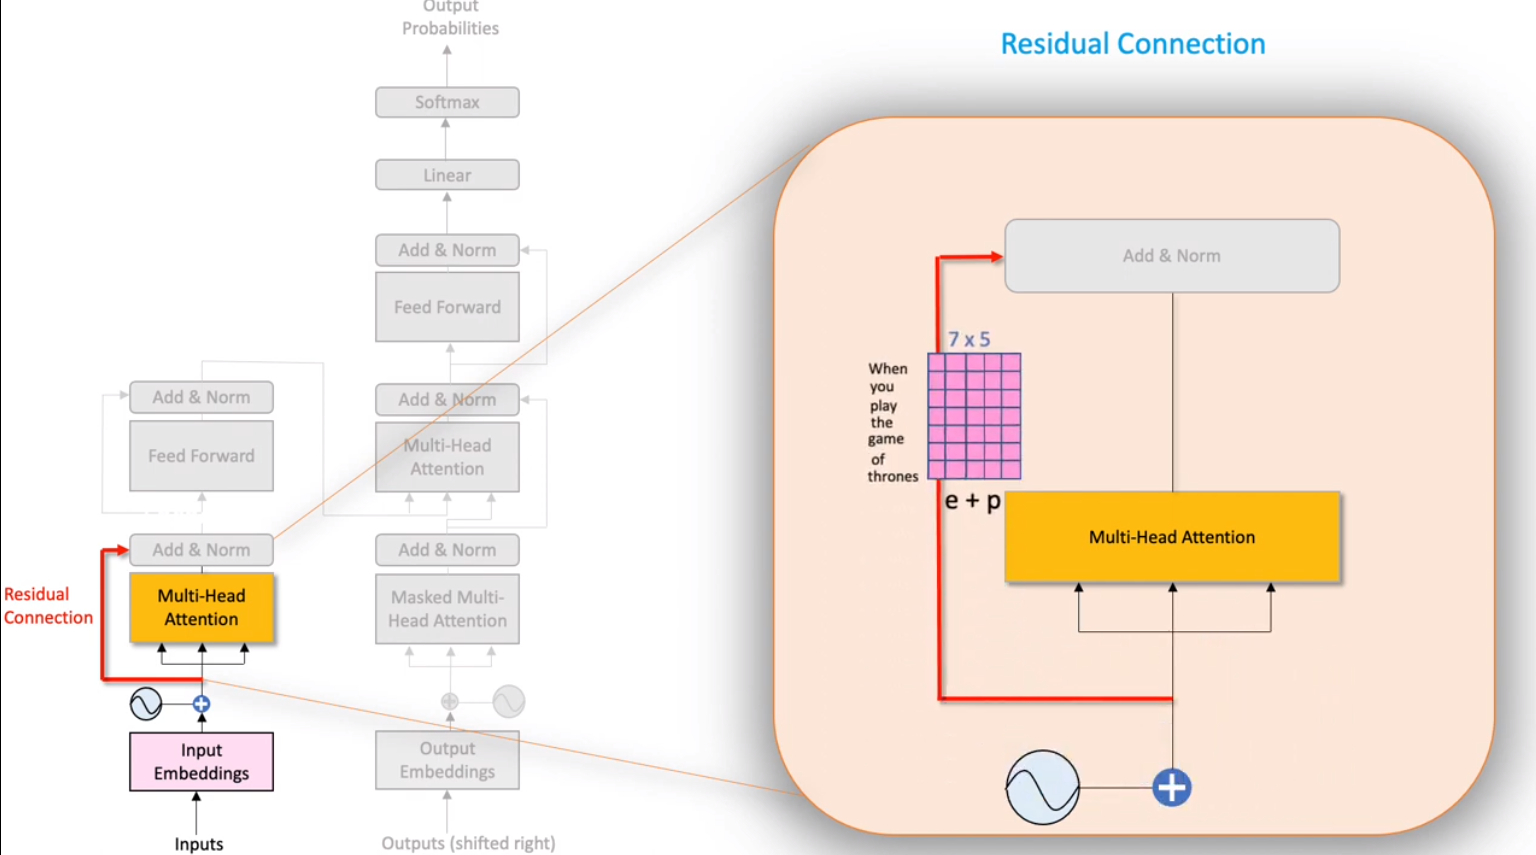 Output
Probabilities
Softmax
Linear
Add & Norm
Feed Forward
Add & Norm
Multi-Head
Attention
Add & Norm
Masked Multi-
Head Attention
Output
Embeddings
Outputs (shifted right)
Add & Norm
Feed Forward
Add & Norm
Multi-Head
Attention
Residual
Connection
Input
Embeddings
Inputs
Residual Connection
Add & Norm
7 x 5
When
you
play
the
game
of
thrones
e + p
Multi-Head Attention